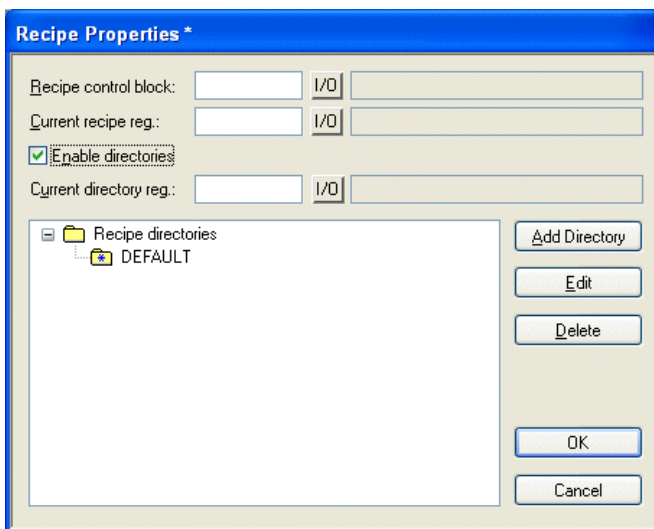 Recipe Properties *
Recipe control block: I/O
Current recipe reg.: I/O
Enable directories
Current directory reg.: I/O
Recipe directories
DEFAULT
Add Directory
Edit
Delete
OK
Cancel